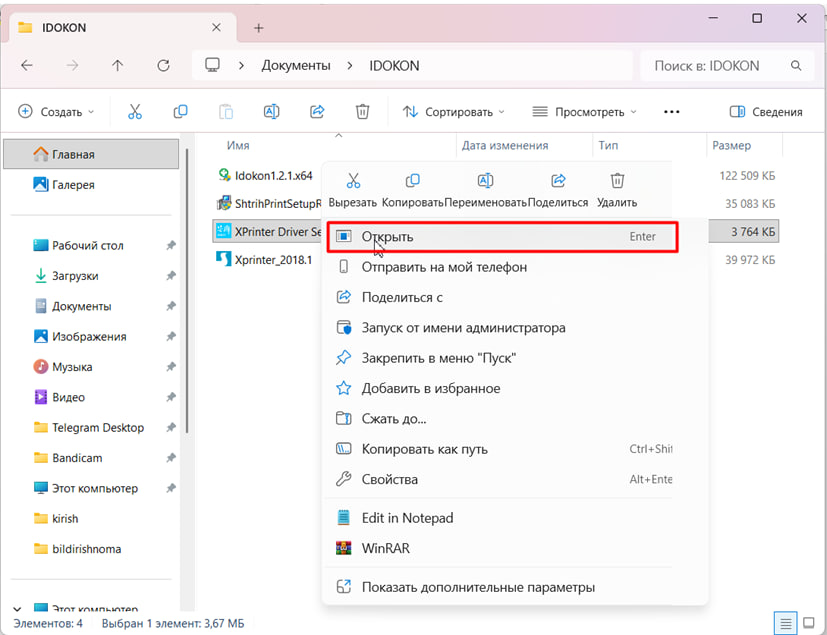 IDOKON
Документы
IDOKON
Поиск в: IDOKON
Создать
Сортировать
Просмотреть
Сведения
Главная
Галерея
Рабочий стол
Загрузки
Документы
Изображения
Музыка
Видео
Telegram Desktop
Bandicam
Этот компьютер
kirish
bildirishnoma
Этот компьютер
Имя
Дата изменения
Тип
Размер
Idokon1.2.1.x64
122 509 КБ
ShtrihPrintSetupR
35 083 КБ
XPrinter Driver Se
3 764 КБ
Xprinter_2018.1
39 972 КБ
Вырезать
Копировать
Переименовать
Поделиться
Удалить
Открыть
Enter
Отправить на мой телефон
Поделиться с
Запуск от имени администратора
Закрепить в меню "Пуск"
Добавить в избранное
Сжать до...
Копировать как путь
Ctrl+Shi
Свойства
Alt+Ente
Edit in Notepad
WinRAR
Показать дополнительные параметры
Элементов: 4
Выбран 1 элемент: 3,67 МБ